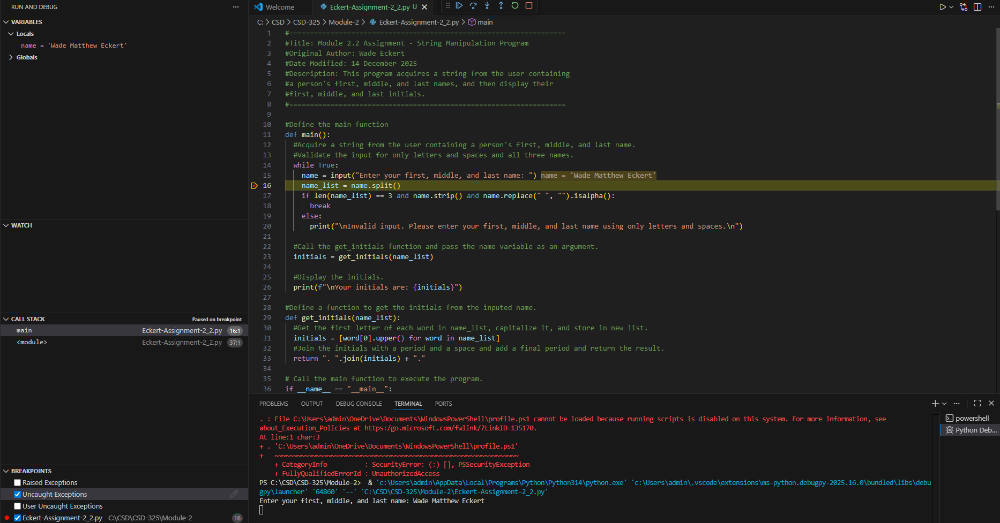 RUN AND DEBUG
VARIABLES
Locals
name = 'Wade Matthew Eckert'
Globals
WATCH
CALL STACK Paused on breakpoint
main Eckert-Assignment-2_2.py 16:1
<module> Eckert-Assignment-2_2.py 37:1
BREAKPOINTS
Raised Exceptions
Uncaught Exceptions
User Uncaught Exceptions
Eckert-Assignment-2_2.py C:\CSD\CSD-325\Module-2 16
Welcome Eckert-Assignment-2_2.py U
C: > CSD > CSD-325 > Module-2 > Eckert-Assignment-2_2.py > main
1 #===================================================================
2 #Title: Module 2.2 Assignment - String Manipulation Program
3 #Original Author: Wade Eckert
4 #Date Modified: 14 December 2025
5 #Description: This program acquires a string from the user containing
6 #a person's first, middle, and last names, and then display their
7 #first, middle, and last initials.
8 #===================================================================
9
10 #Define the main function
11 def main():
12 #Acquire a string from the user containing a person's first, middle, and last name.
13 #Validate the input for only letters and spaces and all three names.
14 while True:
15 name = input("Enter your first, middle, and last name: ") name = 'Wade Matthew Eckert'
16 name_list = name.split()
17 if len(name_list) == 3 and name.strip() and name.replace(" ", "").isalpha():
18 break
19 else:
20 print("\nInvalid input. Please enter your first, middle, and last name using only letters and spaces.\n")
21
22 #Call the get_initials function and pass the name variable as an argument.
23 initials = get_initials(name_list)
24
25 #Display the initials.
26 print(f"\nYour initials are: {initials}")
27
28 #Define a function to get the initials from the inputed name.
29 def get_initials(name_list):
30 #Get the first letter of each word in name_list, capitalize it, and store in new list.
31 initials = [word[0].upper() for word in name_list]
32 #Join the initials with a period and a space and add a final period and return the result.
33 return ". ".join(initials) + "."
34
35 # Call the main function to execute the program.
36 if __name__ == "__main__":
PROBLEMS OUTPUT DEBUG CONSOLE TERMINAL PORTS
. : File C:\Users\admin\OneDrive\Documents\WindowsPowerShell\profile.ps1 cannot be loaded because running scripts is disabled on this system. For more information, see
about_Execution_Policies at https:/go.microsoft.com/fwlink/?LinkID=135170.
At line:1 char:3
+ . 'C:\Users\admin\OneDrive\Documents\WindowsPowerShell\profile.ps1'
+ ~~~~~~~~~~~~~~~~~~~~~~~~~~~~~~~~~~~~~~~~~~~~~~~~~~~~~~~~~~~~~~~~~
+ CategoryInfo : SecurityError: (:) [], PSSecurityException
+ FullyQualifiedErrorId : UnauthorizedAccess
PS C:\CSD\CSD-325\Module-2> & 'c:\Users\admin\AppData\Local\Programs\Python\Python314\python.exe' 'c:\Users\admin\.vscode\extensions\ms-python.debugpy-2025.16.0\bundled\libs\debu
gpy\launcher' '64860' '--' 'C:\CSD\CSD-325\Module-2\Eckert-Assignment-2_2.py'
Enter your first, middle, and last name: Wade Matthew Eckert
powershell
Python Deb...